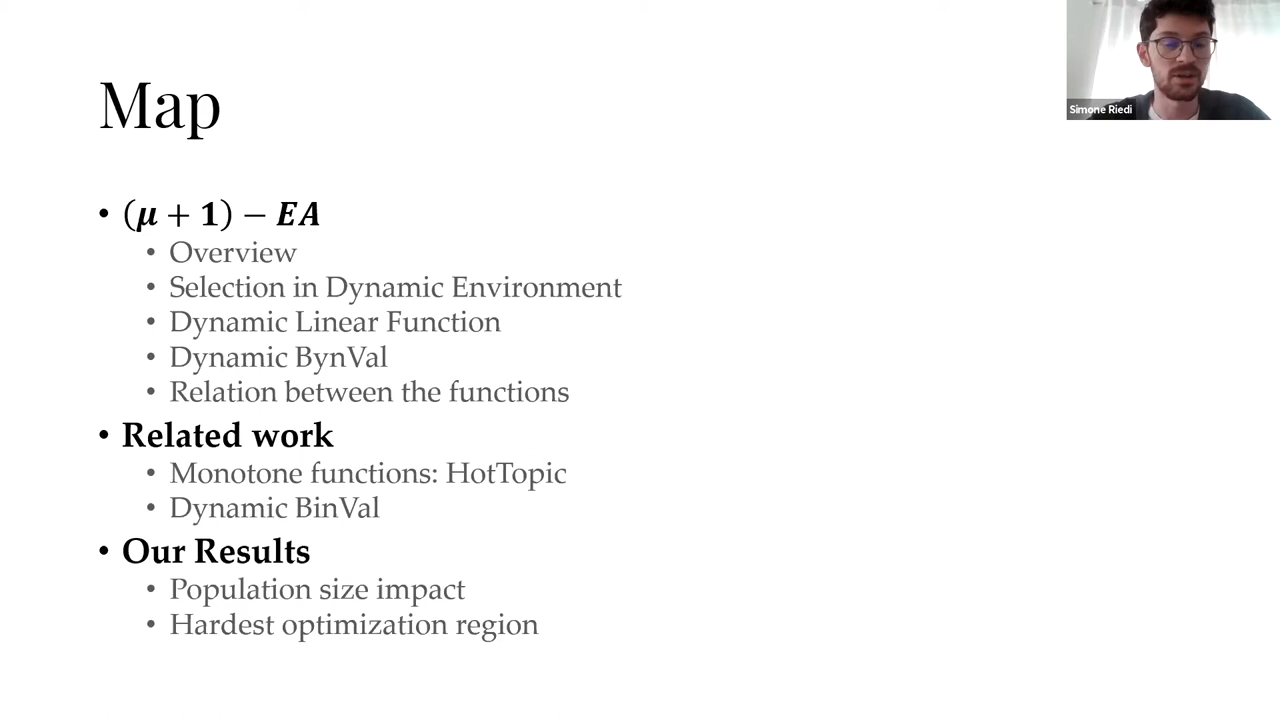 Map
Simone Riedi
• (μ + 1) − EA
• Overview
• Selection in Dynamic Environment
• Dynamic Linear Function
• Dynamic BynVal
• Relation between the functions
• Related work
• Monotone functions: HotTopic
• Dynamic BinVal
• Our Results
• Population size impact
• Hardest optimization region